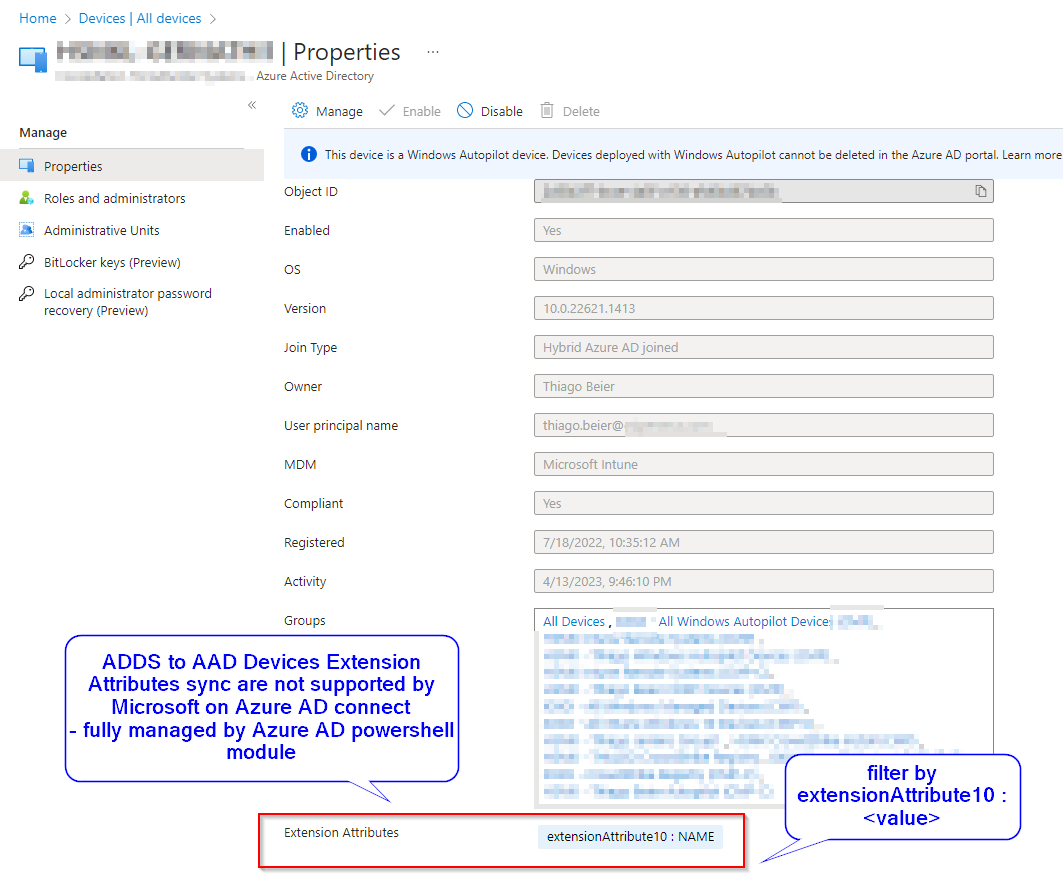 Home > Devices | All devices >
| Properties ...
Azure Active Directory
«
Manage
Properties
Roles and administrators
Administrative Units
BitLocker keys (Preview)
Local administrator password
recovery (Preview)
Manage Enable Disable Delete
This device is a Windows Autopilot device. Devices deployed with Windows Autopilot cannot be deleted in the Azure AD portal. Learn more
Object ID
Enabled Yes
OS Windows
Version 10.0.22621.1413
Join Type Hybrid Azure AD joined
Owner Thiago Beier
User principal name thiago.beier@
MDM Microsoft Intune
Compliant Yes
Registered 7/18/2022, 10:35:12 AM
Activity 4/13/2023, 9:46:10 PM
Groups All Devices , All Windows Autopilot Devices
ADDS to AAD Devices Extension
Attributes sync are not supported by
Microsoft on Azure AD connect
- fully managed by Azure AD powershell
module
filter by
extensionAttribute10 :
<value>
Extension Attributes extensionAttribute10 : NAME